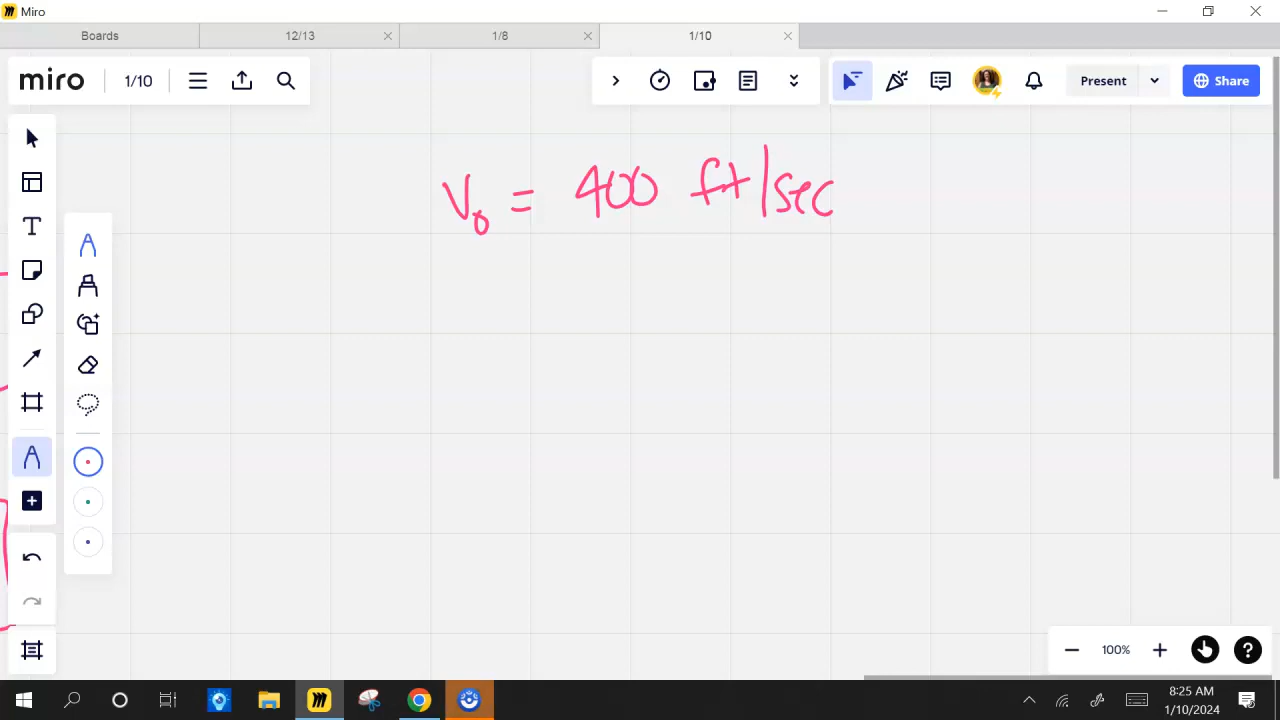 Miro
Boards
12/13
1/8
1/10
miro
1/10
Present
Share
V₀ = 400 ft/sec
100%
8:25 AM
1/10/2024